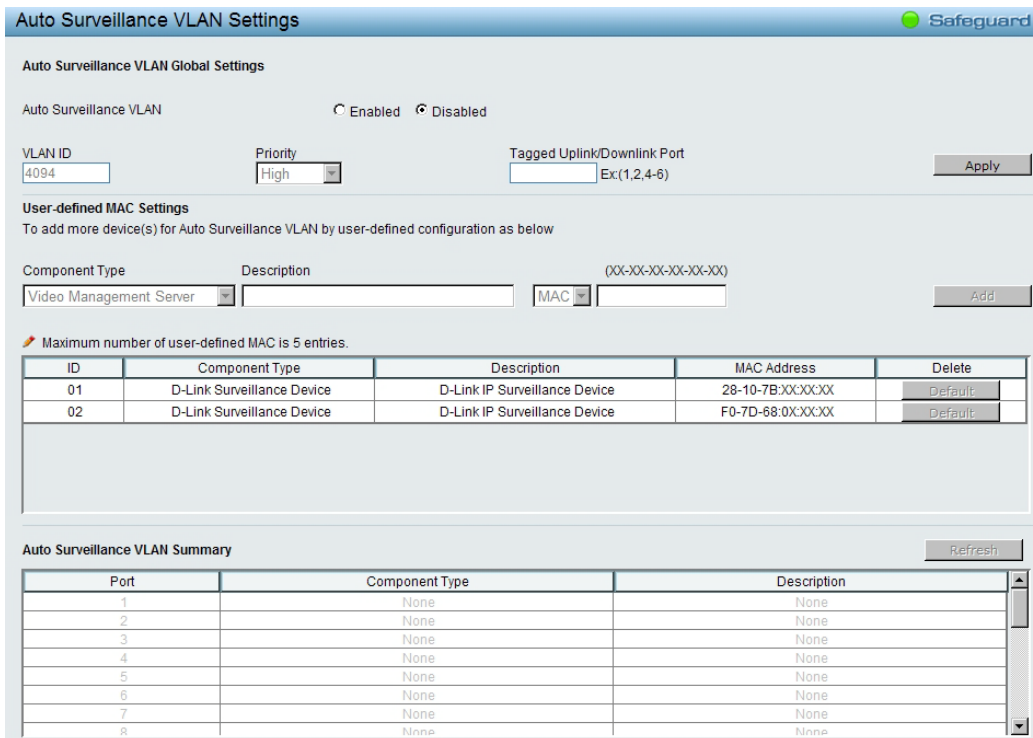 Auto Surveillance VLAN Settings Safeguard
Auto Surveillance VLAN Global Settings
Auto Surveillance VLAN Enabled Disabled
VLAN ID Priority Tagged Uplink/Downlink Port
4094 High Ex:(1,2,4-6) Apply
User-defined MAC Settings
To add more device(s) for Auto Surveillance VLAN by user-defined configuration as below
Component Type Description (XX-XX-XX-XX-XX-XX)
Video Management Server MAC Add
Maximum number of user-defined MAC is 5 entries.
ID Component Type Description MAC Address Delete
01 D-Link Surveillance Device D-Link IP Surveillance Device 28-10-7B:XX:XX:XX Default
02 D-Link Surveillance Device D-Link IP Surveillance Device F0-7D-68:0X:XX:XX Default
Auto Surveillance VLAN Summary Refresh
Port Component Type Description
1 None None
2 None None
3 None None
4 None None
5 None None
6 None None
7 None None
8 None None